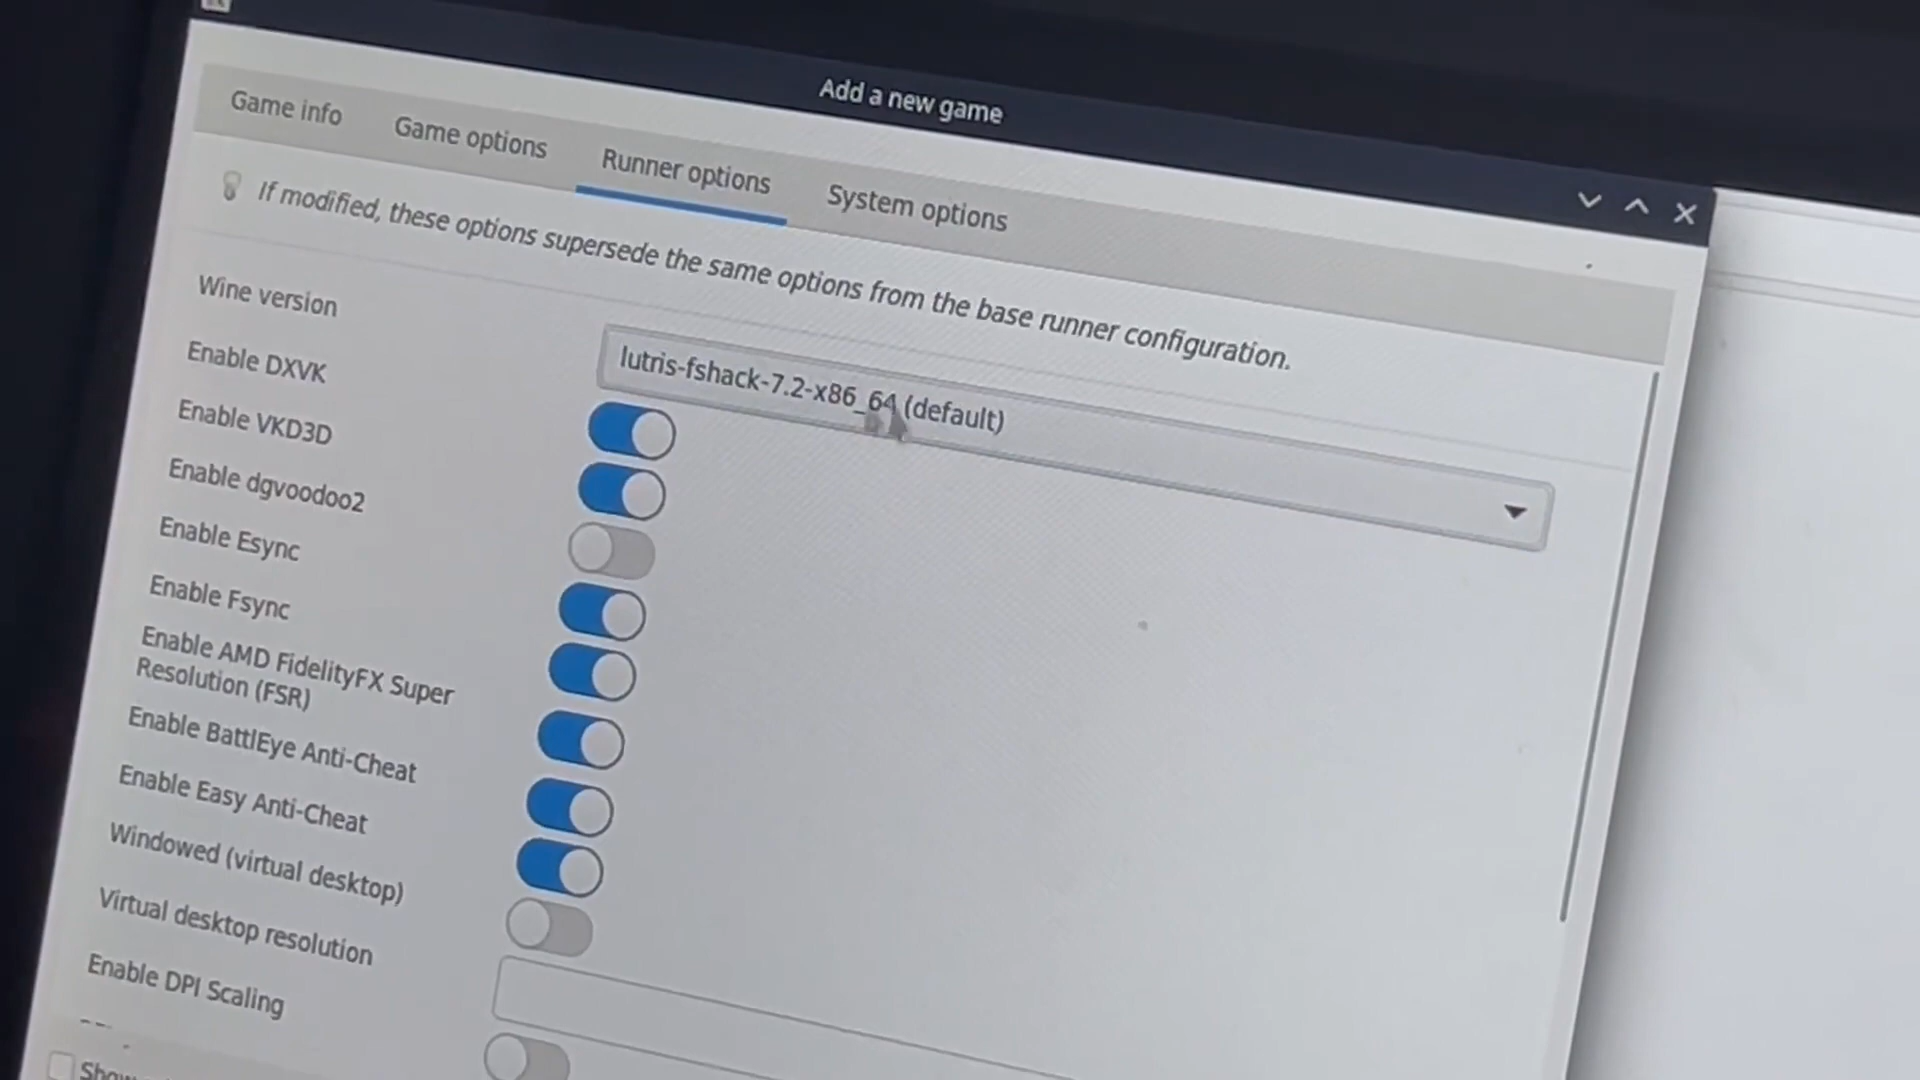 Add a new game
Game info
Game options
Runner options
System options
If modified, these options supersede the same options from the base runner configuration.
Wine version
lutris-fshack-7.2-x86_64 (default)
Enable DXVK
Enable VKD3D
Enable dgvoodoo2
Enable Esync
Enable Fsync
Enable AMD FidelityFX Super
Resolution (FSR)
Enable BattlEye Anti-Cheat
Enable Easy Anti-Cheat
Windowed (virtual desktop)
Virtual desktop resolution
Enable DPI Scaling
Show